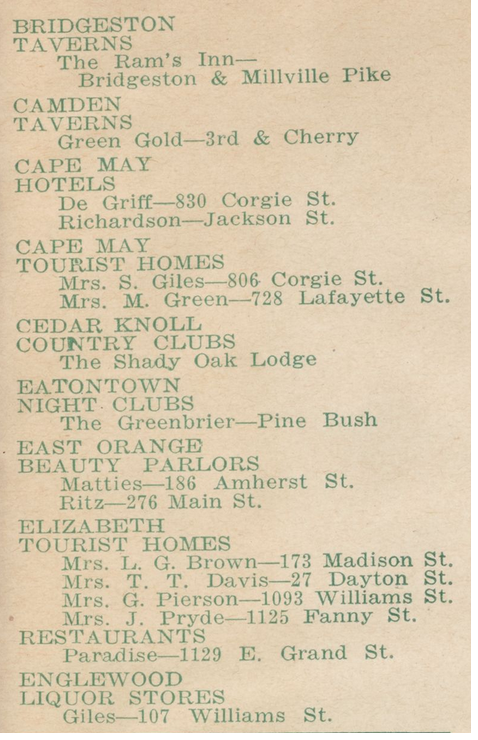 BRIDGESTON
TAVERNS
The Ram's Inn—
Bridgeston & Millville Pike
CAMDEN
TAVERNS
Green Gold—3rd & Cherry
CAPE MAY
HOTELS
De Griff—830 Corgie St.
Richardson—Jackson St.
CAPE MAY
TOURIST HOMES
Mrs. S. Giles—806 Corgie St.
Mrs. M. Green—728 Lafayette St.
CEDAR KNOLL
COUNTRY CLUBS
The Shady Oak Lodge
EATONTOWN
NIGHT CLUBS
The Greenbrier—Pine Bush
EAST ORANGE
BEAUTY PARLORS
Matties—186 Amherst St.
Ritz—276 Main St.
ELIZABETH
TOURIST HOMES
Mrs. L. G. Brown—173 Madison St.
Mrs. T. T. Davis—27 Dayton St.
Mrs. G. Pierson—1093 Williams St.
Mrs. J. Pryde—1125 Fanny St.
RESTAURANTS
Paradise—1129 E. Grand St.
ENGLEWOOD
LIQUOR STORES
Giles—107 Williams St.